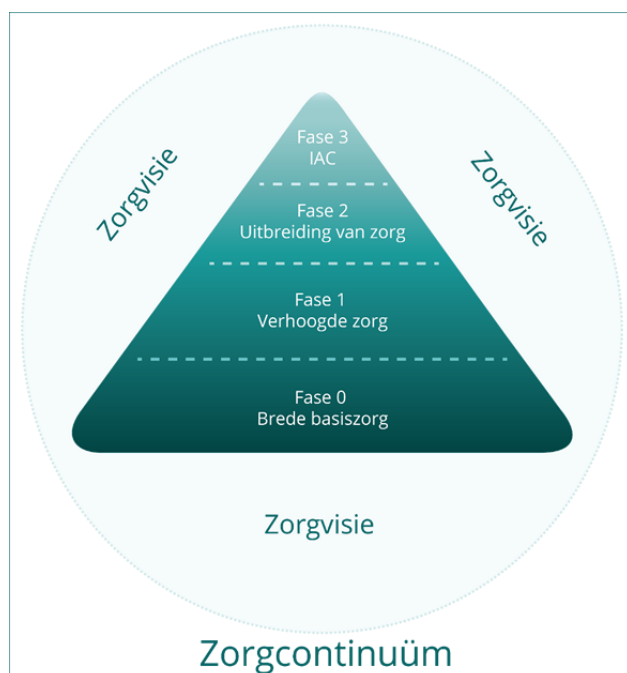 Fase 3
IAC
Zorgvisie
Zorgvisie
Fase 2
Uitbreiding van zorg
Fase 1
Verhoogde zorg
Fase 0
Brede basiszorg
Zorgvisie
Zorgcontinuüm